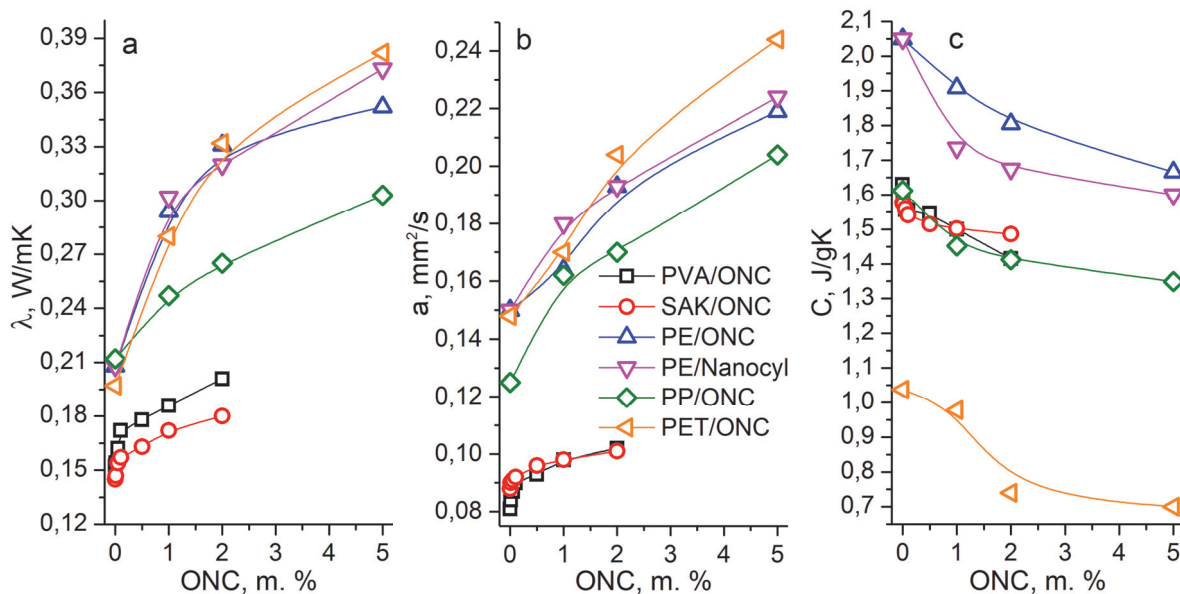 a
0,39
0,36
0,33
0,30
0,27
0,24
0,21
0,18
0,15
0,12
λ, W/mK
0 1 2 3 4 5
ONC, m. %
b
0,24
0,22
0,20
0,18
0,16
0,14
0,12
0,10
0,08
a, mm²/s
PVA/ONC
SAK/ONC
PE/ONC
PE/Nanocyl
PP/ONC
PET/ONC
0 1 2 3 4 5
ONC, m. %
c
2,1
2,0
1,9
1,8
1,7
1,6
1,5
1,4
1,3
1,0
0,9
0,8
0,7
C, J/gK
0 1 2 3 4 5
ONC, m. %